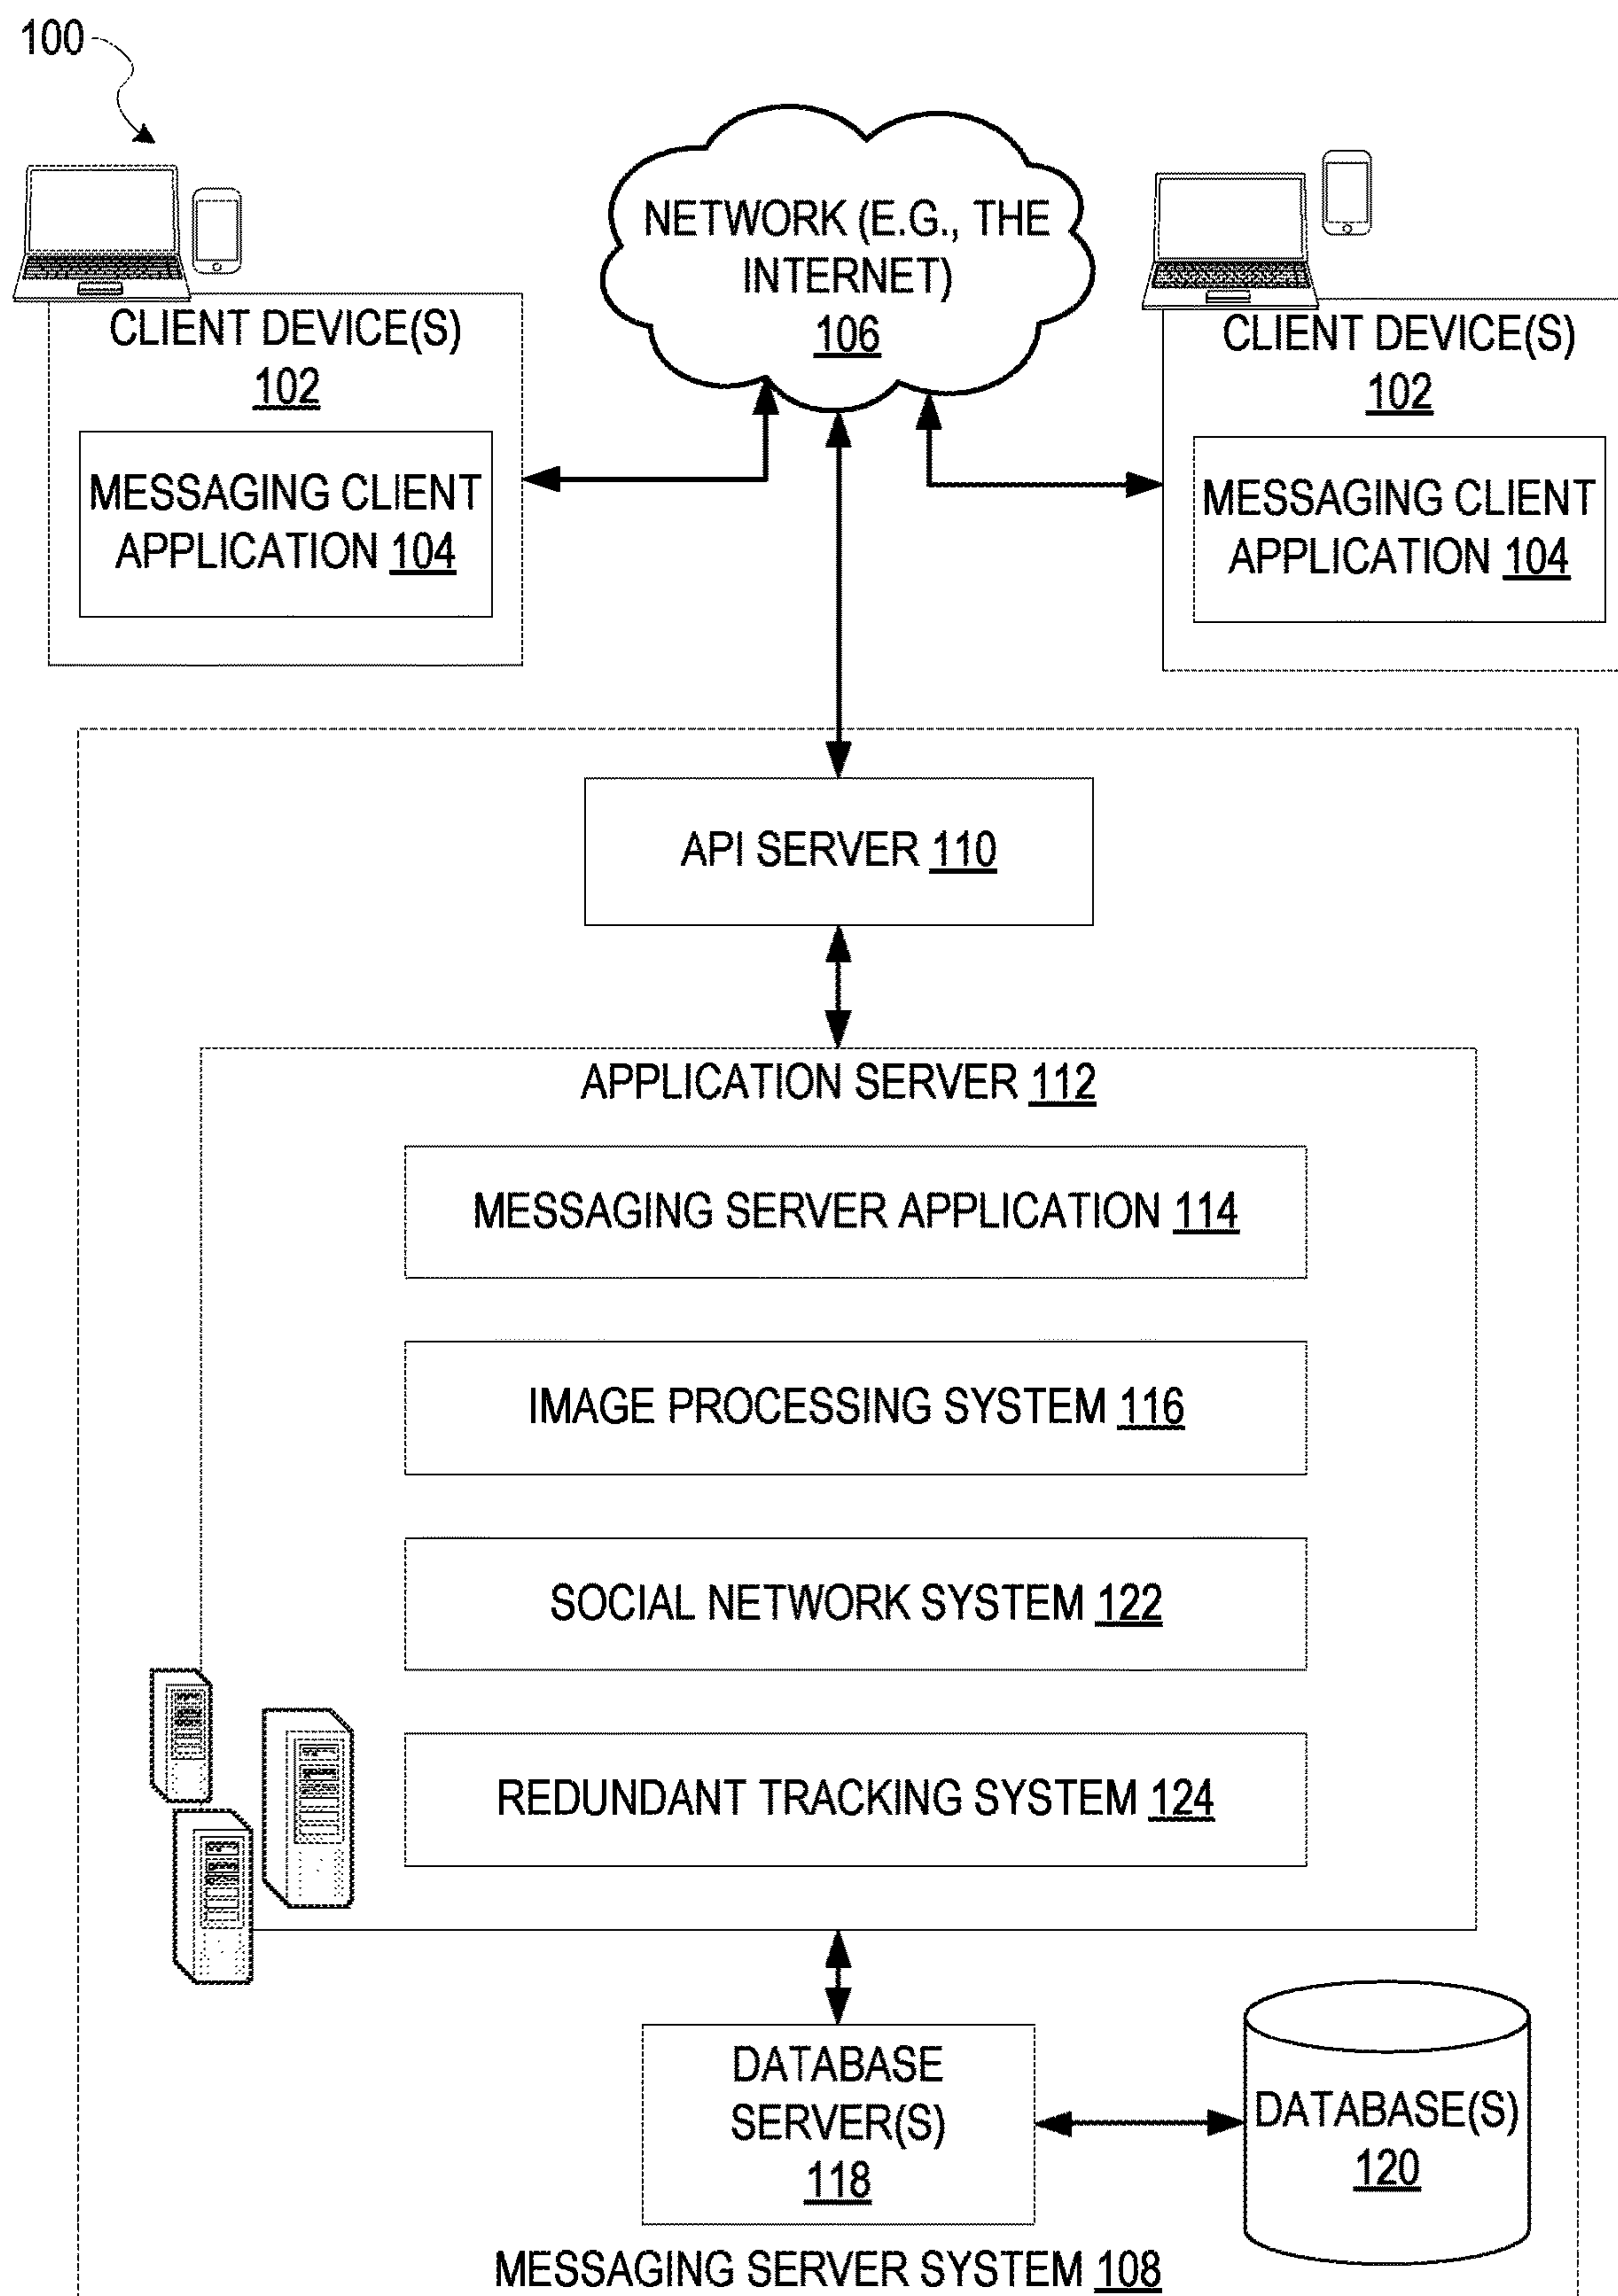 100
NETWORK (E.G., THE
INTERNET)
106
CLIENT DEVICE(S)
102
MESSAGING CLIENT
APPLICATION 104
CLIENT DEVICE(S)
102
MESSAGING CLIENT
APPLICATION 104
API SERVER 110
APPLICATION SERVER 112
MESSAGING SERVER APPLICATION 114
IMAGE PROCESSING SYSTEM 116
SOCIAL NETWORK SYSTEM 122
REDUNDANT TRACKING SYSTEM 124
DATABASE
SERVER(S)
118
DATABASE(S)
120
MESSAGING SERVER SYSTEM 108